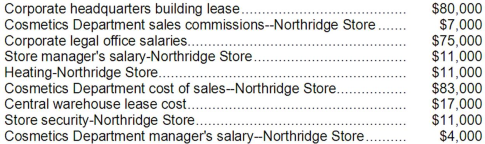 Corporate headquarters building lease.......................................... $80,000
Cosmetics Department sales commissions--Northridge Store....... $7,000
Corporate legal office salaries.................................................... $75,000
Store manager's salary-Northridge Store..................................... $11,000
Heating-Northridge Store............................................................. $11,000
Cosmetics Department cost of sales--Northridge Store................ $83,000
Central warehouse lease cost...................................................... $17,000
Store security-Northridge Store.................................................... $11,000
Cosmetics Department manager's salary--Northridge Store.......... $4,000